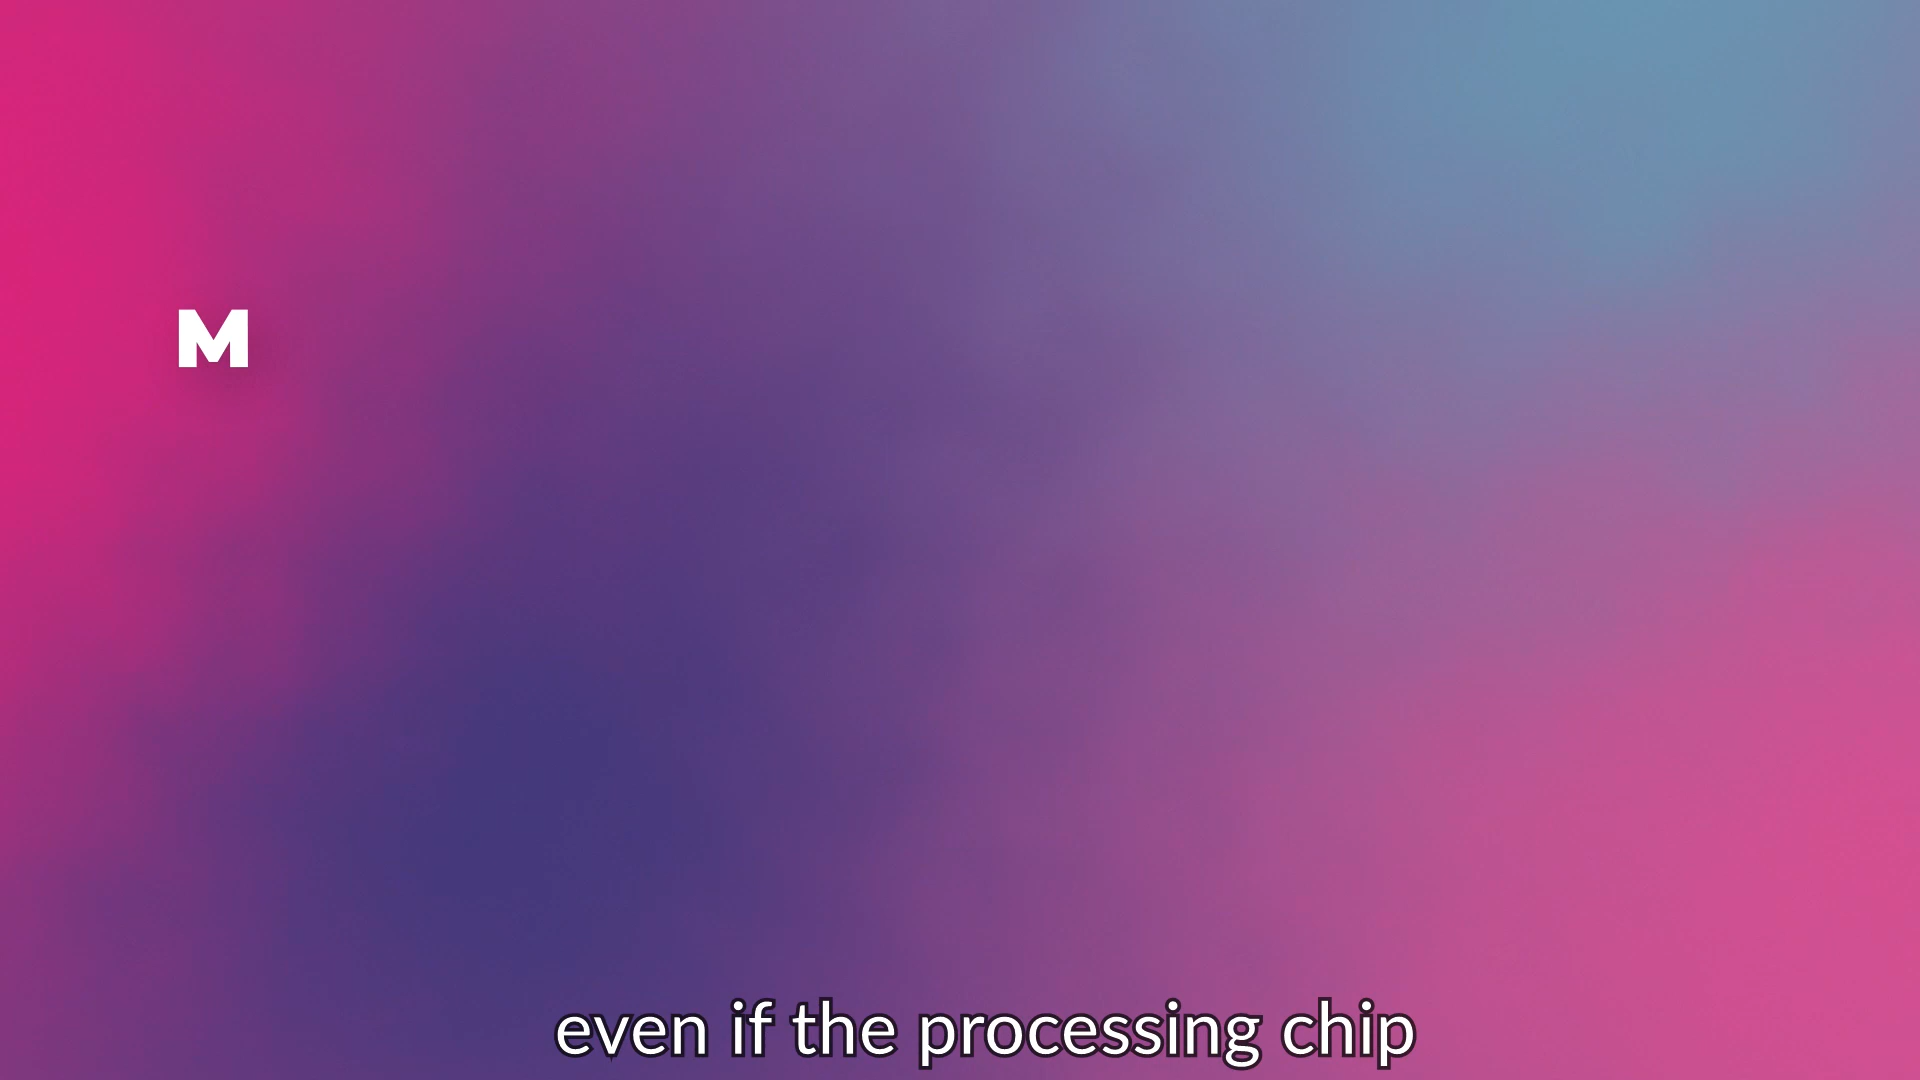 M
even if the processing chip